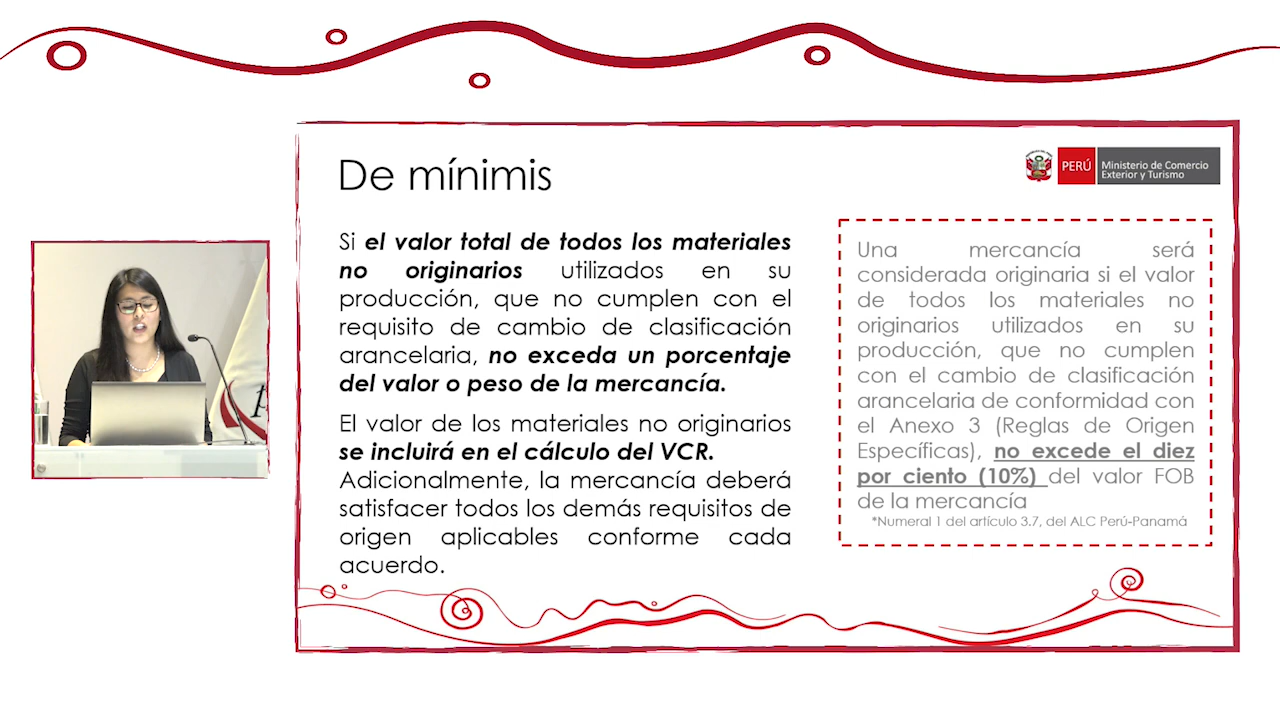 De mínimis
PERÚ
Ministerio de Comercio
Exterior y Turismo
Si el valor total de todos los materiales
no originarios utilizados en su
producción, que no cumplen con el
requisito de cambio de clasificación
arancelaria, no exceda un porcentaje
del valor o peso de la mercancía.
El valor de los materiales no originarios
se incluirá en el cálculo del VCR.
Adicionalmente, la mercancía deberá
satisfacer todos los demás requisitos de
origen aplicables conforme cada
acuerdo.
Una mercancía será
considerada originaria si el valor
de todos los materiales no
originarios utilizados en su
producción, que no cumplen
con el cambio de clasificación
arancelaria de conformidad con
el Anexo 3 (Reglas de Origen
Específicas), no excede el diez
por ciento (10%) del valor FOB
de la mercancía
*Numeral 1 del artículo 3.7, del ALC Perú-Panamá